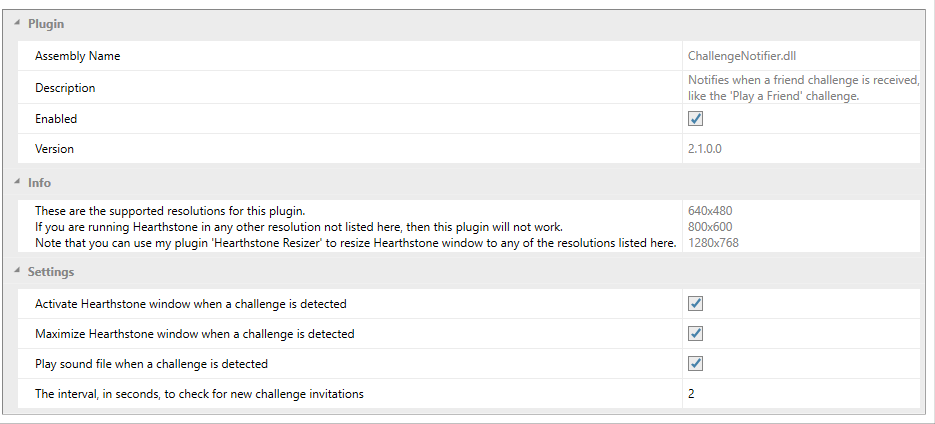 Plugin
Assembly Name ChallengeNotifier.dll
Description Notifies when a friend challenge is received,
like the 'Play a Friend' challenge.
Enabled
Version 2.1.0.0
Info
These are the supported resolutions for this plugin. 640x480
If you are running Hearthstone in any other resolution not listed here, then this plugin will not work. 800x600
Note that you can use my plugin 'Hearthstone Resizer' to resize Hearthstone window to any of the resolutions listed here. 1280x768
Settings
Activate Hearthstone window when a challenge is detected
Maximize Hearthstone window when a challenge is detected
Play sound file when a challenge is detected
The interval, in seconds, to check for new challenge invitations 2